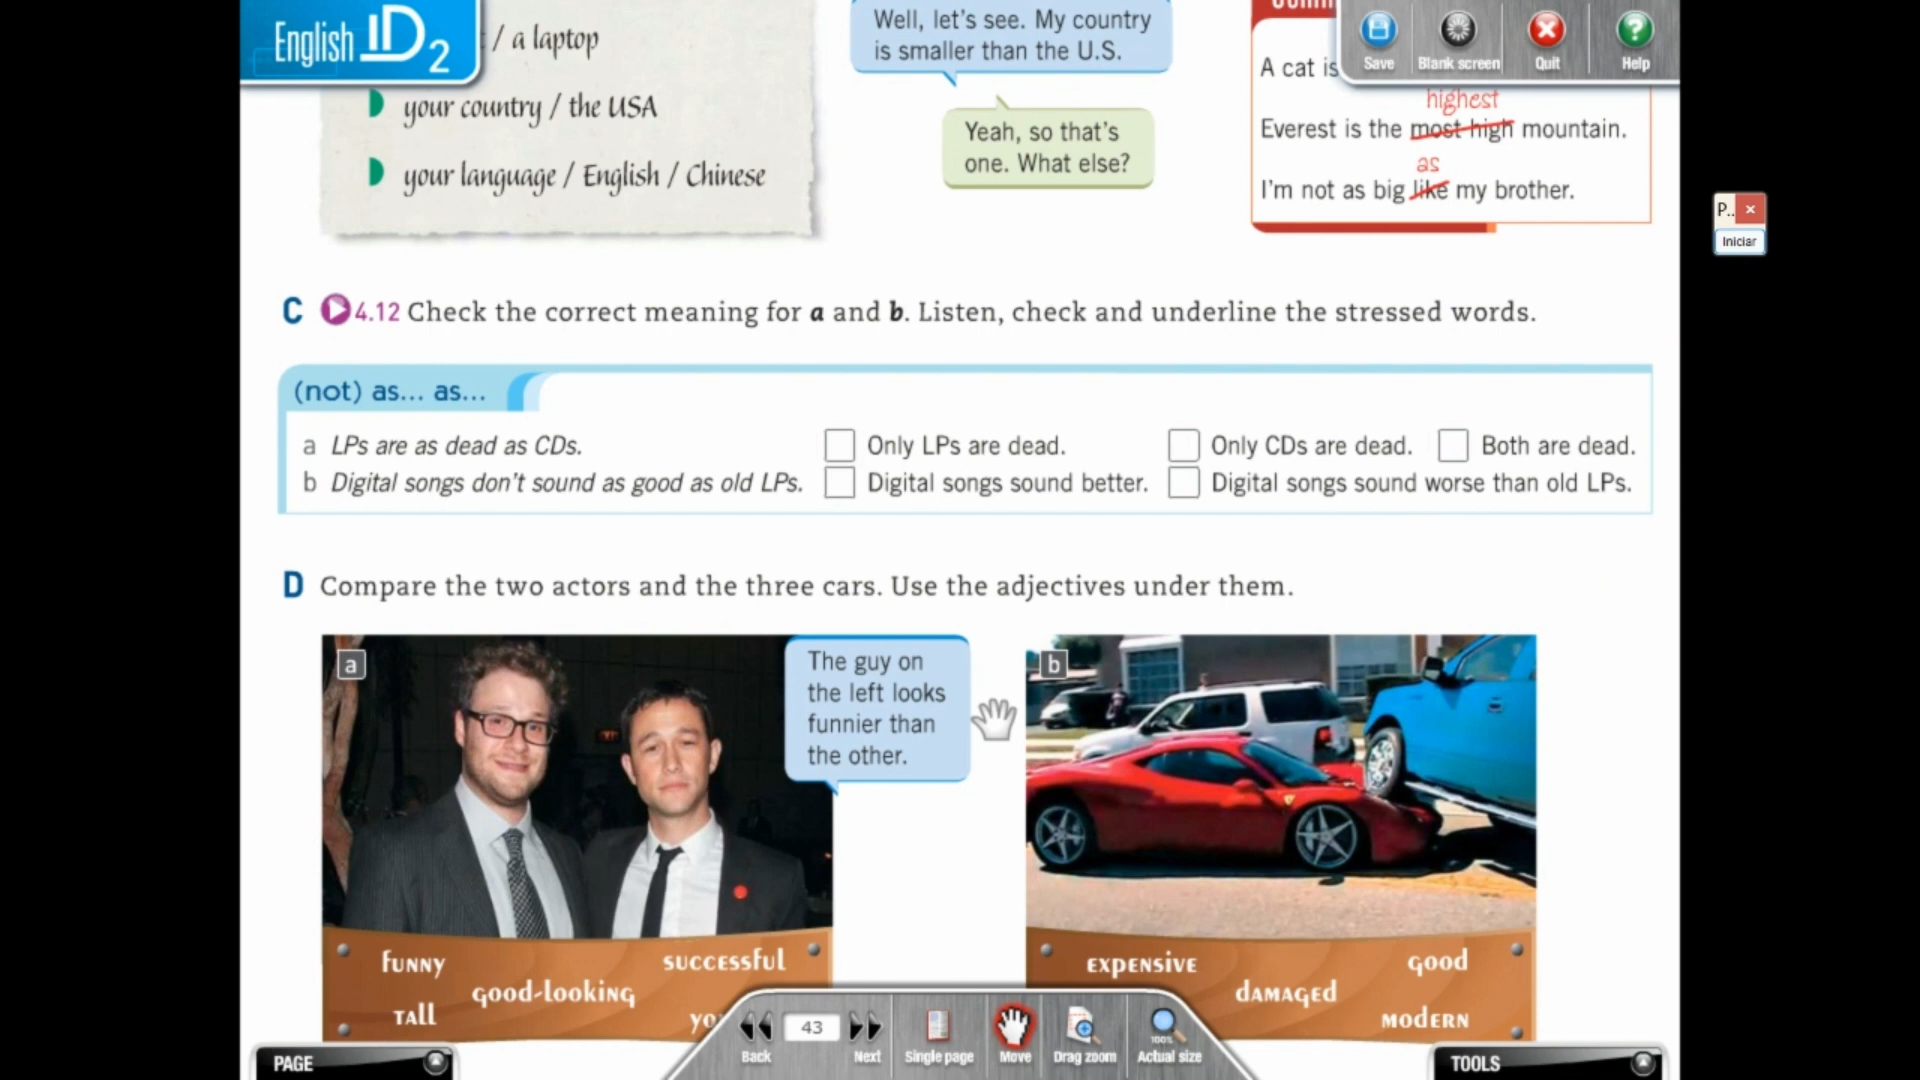 English ID 2
/ a laptop
your country / the USA
your language / English / Chinese
Well, let's see. My country
is smaller than the U.S.
Yeah, so that's
one. What else?
A cat is
highest
Everest is the most high mountain.
as
I'm not as big like my brother.
Save
Blank screen
Quit
Help
P..
Iniciar
C 4.12 Check the correct meaning for a and b. Listen, check and underline the stressed words.
(not) as... as...
a LPs are as dead as CDs. Only LPs are dead. Only CDs are dead. Both are dead.
b Digital songs don't sound as good as old LPs. Digital songs sound better. Digital songs sound worse than old LPs.
D Compare the two actors and the three cars. Use the adjectives under them.
a
The guy on
the left looks
funnier than
the other.
b
funny
successful
good-looking
tall
expensive
good
damaged
modern
43
Back
Next
Single page
Move
Drag zoom
100%
Actual size
PAGE
TOOLS